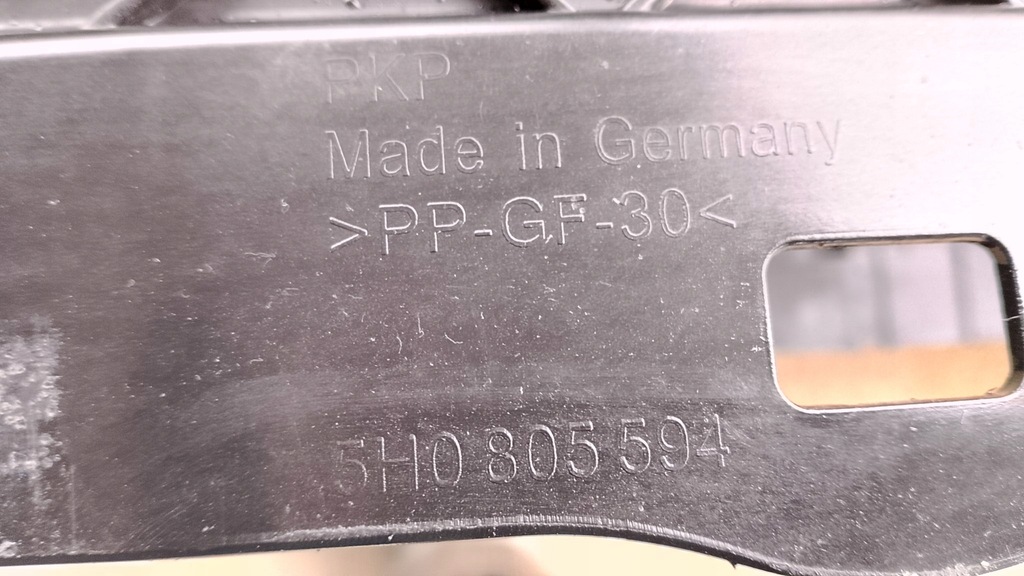 PKP
Made in Germany
>PP-GF-30<
5H0 805 594